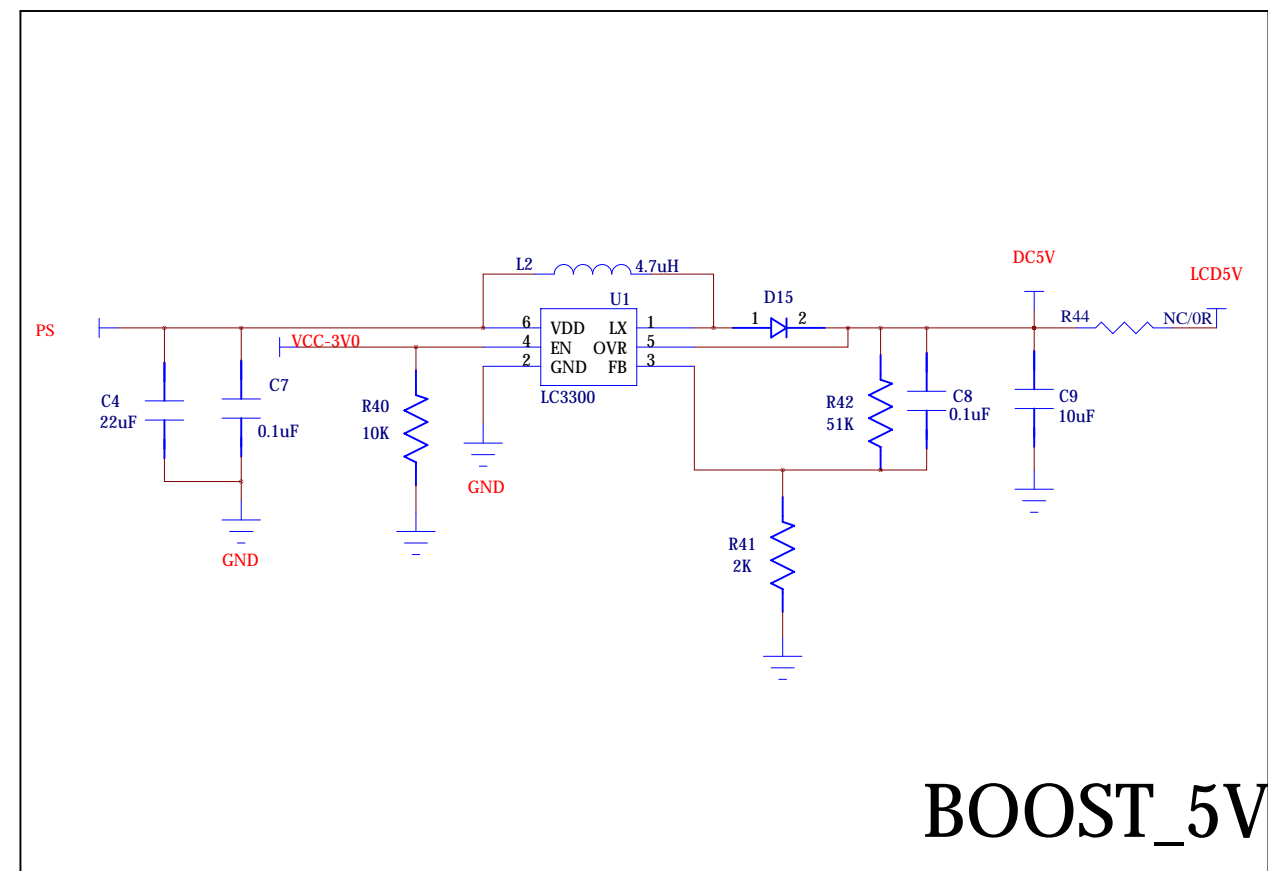 DC5V
LCD5V
L2
4.7uH
D15
U1
R44
NC/0R
PS
6
VDD
LX
1
1
2
VCC-3V0
4
EN
OVR
5
2
GND
FB
3
LC3300
C7
C4
22uF
0.1uF
R40
10K
R42
51K
C8
0.1uF
C9
10uF
GND
GND
R41
2K
BOOST_5V